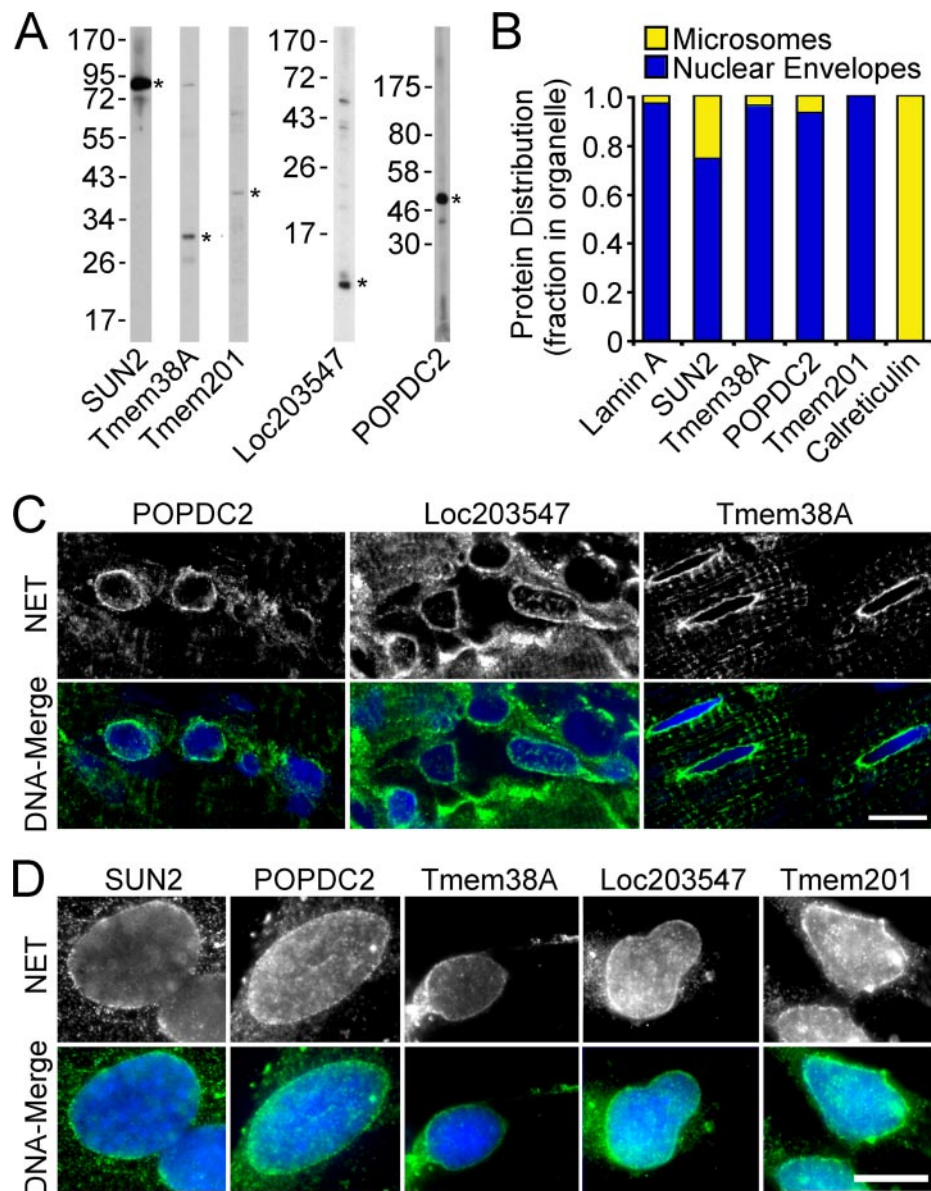 A
170-
95-
72-
55-
43-
34-
26-
17-
*
*
*
SUN2
Tmem38A
Tmem201
170-
72-
43-
26-
17-
*
Loc203547
175-
80-
46-
30-
*
POPDC2
B
Microsomes
Nuclear Envelopes
Protein Distribution
(fraction in organelle)
1.0
0.8
0.6
0.4
0.2
0
Lamin A
SUN2
Tmem38A
POPDC2
Tmem201
Calreticulin
C
POPDC2 Loc203547 Tmem38A
NET
DNA-Merge
D
SUN2 POPDC2 Tmem38A Loc203547 Tmem201
NET
DNA-Merge